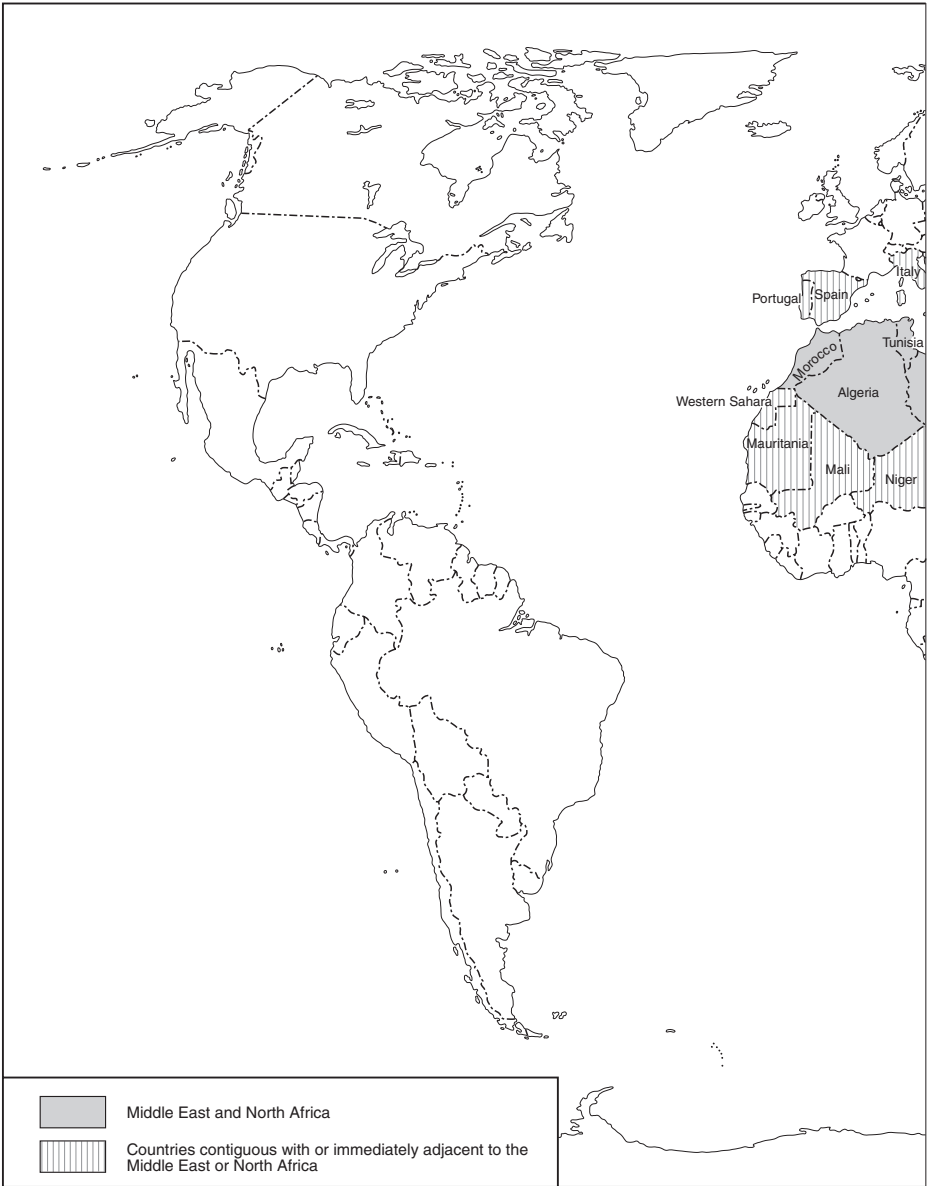 Italy
Portugal
Spain
Tunisia
Morocco
Algeria
Western Sahara
Mauritania
Mali
Niger
Middle East and North Africa
Countries contiguous with or immediately adjacent to the
Middle East or North Africa